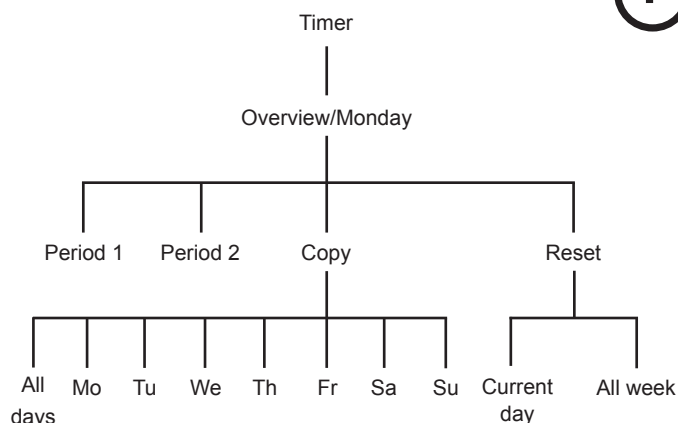 Timer
Overview/Monday
Period 1 Period 2 Copy Reset
All days Mo Tu We Th Fr Sa Su Current day All week